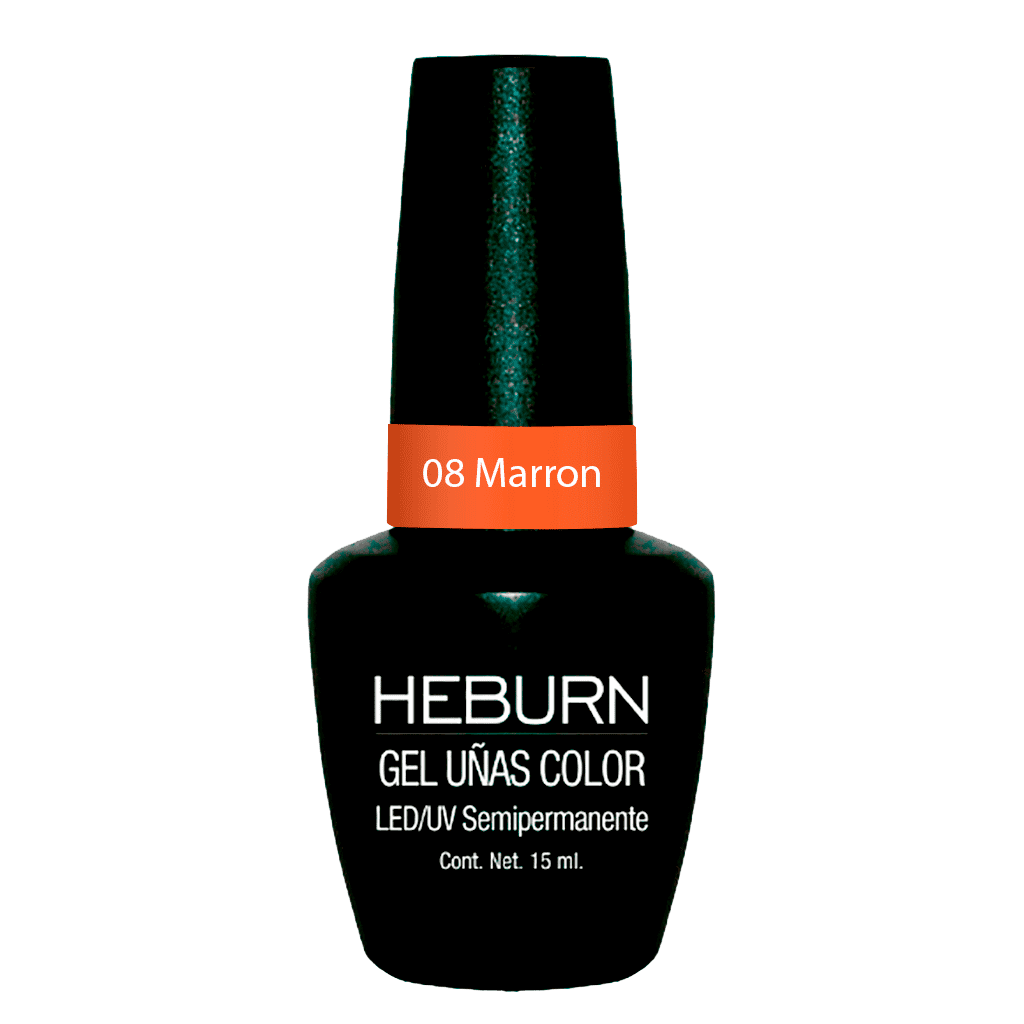 08 Marron
HEBURN
GEL UÑAS COLOR
LED/UV Semipermanente
Cont. Net. 15 ml.